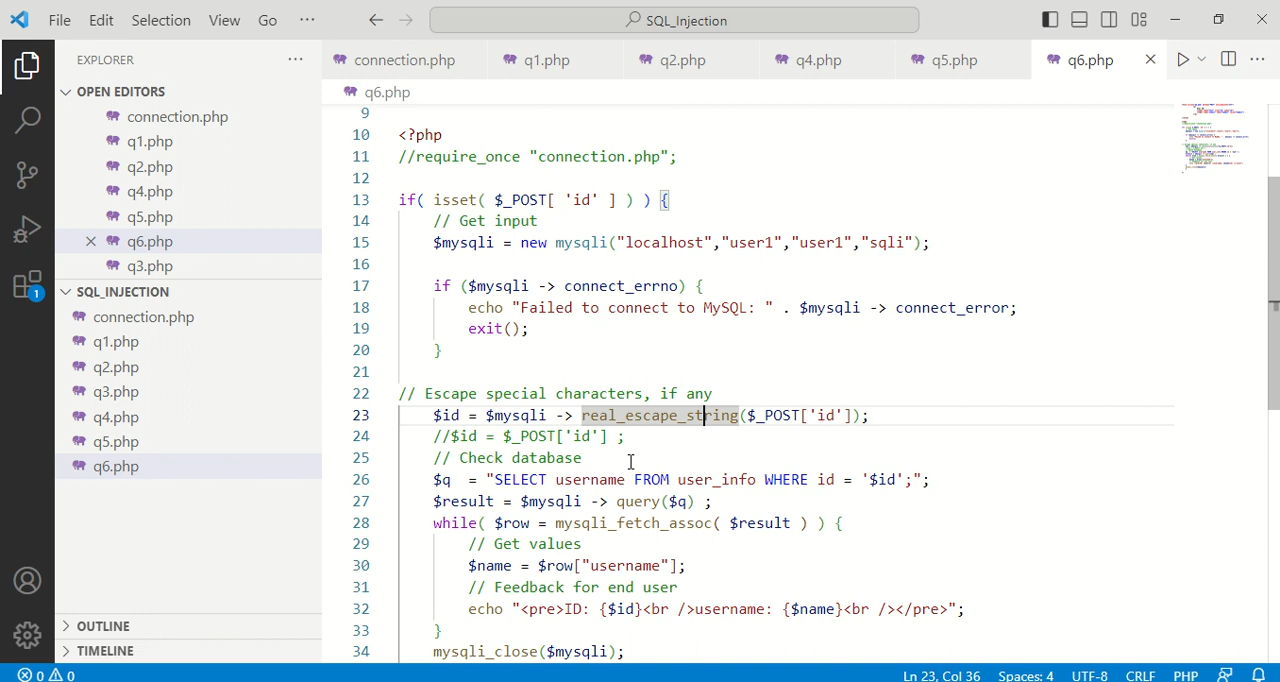 File Edit Selection View Go ··· SQL_Injection
EXPLORER ···
OPEN EDITORS
connection.php
q1.php
q2.php
q4.php
q5.php
q6.php
q3.php
SQL_INJECTION
connection.php
q1.php
q2.php
q3.php
q4.php
q5.php
q6.php
OUTLINE
TIMELINE
1
connection.php q1.php q2.php q4.php q5.php q6.php
q6.php
9
10 <?php
11 //require_once "connection.php";
12
13 if( isset( $_POST[ 'id' ] ) ) {
14 // Get input
15 $mysqli = new mysqli("localhost","user1","user1","sqli");
16
17 if ($mysqli -> connect_errno) {
18 echo "Failed to connect to MySQL: " . $mysqli -> connect_error;
19 exit();
20 }
21
22 // Escape special characters, if any
23 $id = $mysqli -> real_escape_string($_POST['id']);
24 //$id = $_POST['id'] ;
25 // Check database
26 $q = "SELECT username FROM user_info WHERE id = '$id';";
27 $result = $mysqli -> query($q) ;
28 while( $row = mysqli_fetch_assoc( $result ) ) {
29 // Get values
30 $name = $row["username"];
31 // Feedback for end user
32 echo "<pre>ID: {$id}<br />username: {$name}<br /></pre>";
33 }
34 mysqli_close($mysqli);
0 0 Ln 23, Col 36 Spaces: 4 UTF-8 CRLF PHP